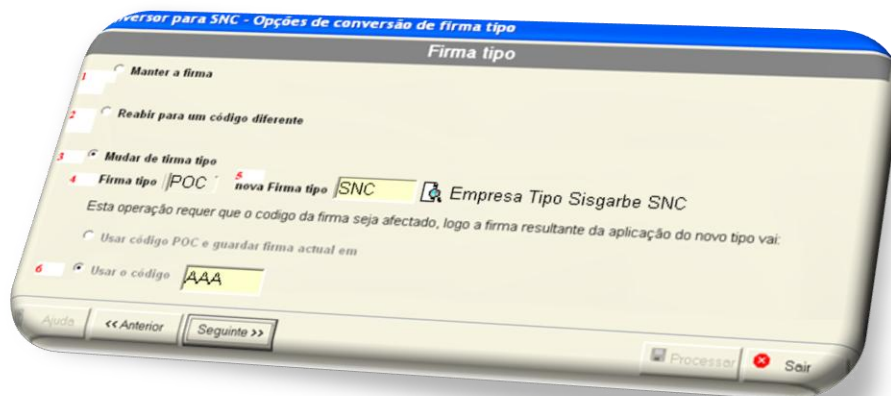 nversor para SNC - Opções de conversão de firma tipo
Firma tipo
1 Manter a firma
2 Reabir para um código diferente
3 Mudar de firma tipo
4 Firma tipo POC 5 nova Firma tipo SNC Empresa Tipo Sisgarbe SNC
Esta operação requer que o codigo da firma seja afectado, logo a firma resultante da aplicação do novo tipo vai:
Usar código POC e guardar firma actual em
6 Usar o código AAA
Ajuda << Anterior Seguinte >> Processar Sair